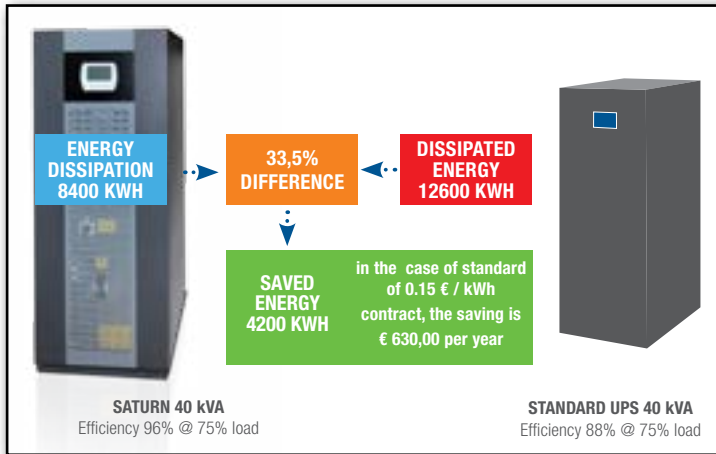 ENERGY
DISSIPATION
8400 KWH
33,5%
DIFFERENCE
DISSIPATED
ENERGY
12600 KWH
SAVED
ENERGY
4200 KWH
in the case of standard
of 0.15 € / kWh
contract, the saving is
€ 630,00 per year
SATURN 40 kVA
Efficiency 96% @ 75% load
STANDARD UPS 40 kVA
Efficiency 88% @ 75% load